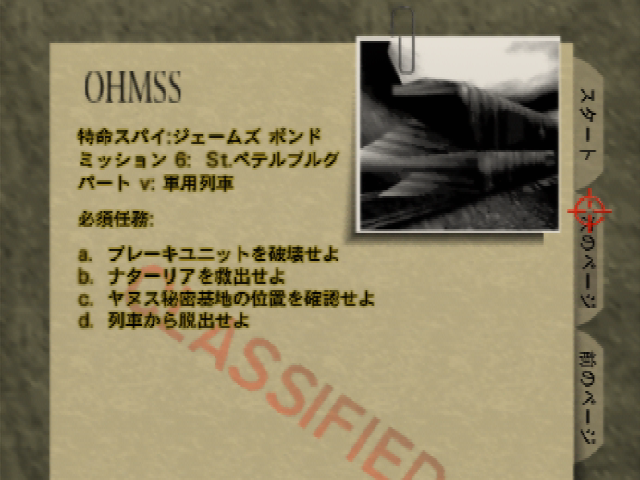 OHMSS
特命スパイ:ジェームズ ボンド
ミッション 6: St.ペテルブルグ
パート v: 軍用列車
必須任務:
a. ブレーキユニットを破壊せよ
b. ナターリアを救出せよ
c. ヤヌス秘密基地の位置を確認せよ
d. 列車から脱出せよ
CLASSIFIED
スタート
次のページ
前のページ